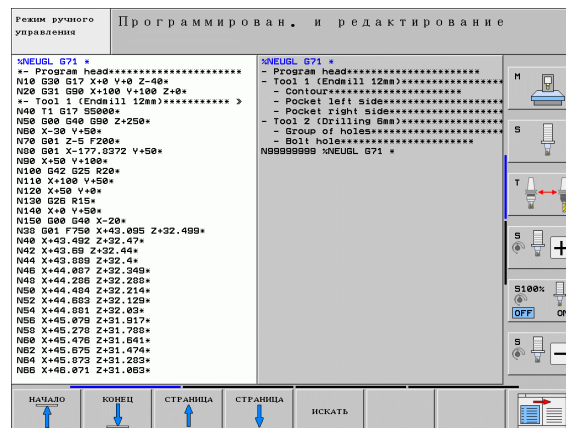 Режим ручного
управления
Программирован. и редактирование
%NEUGL G71 *
*- Program head**********************
N10 G30 G17 X+0 Y+0 Z-40*
N20 G31 G90 X+100 Y+100 Z+0*
*- Tool 1 (Endmill 12mm)*********** »
N40 T1 G17 S5000*
N50 G00 G40 G90 Z+250*
N60 X-30 Y+50*
N70 G01 Z-5 F200*
N80 G01 X-177.8372 Y+50*
N90 X+50 Y+100*
N100 G42 G25 R20*
N110 X+100 Y+50*
N120 X+50 Y+0*
N130 G26 R15*
N140 X+0 Y+50*
N150 G00 G40 X-20*
N38 G01 F750 X+43.095 Z+32.499*
N40 X+43.492 Z+32.47*
N42 X+43.69 Z+32.44*
N44 X+43.889 Z+32.4*
N46 X+44.087 Z+32.349*
N48 X+44.286 Z+32.288*
N50 X+44.484 Z+32.214*
N52 X+44.683 Z+32.129*
N54 X+44.881 Z+32.03*
N56 X+45.079 Z+31.917*
N58 X+45.278 Z+31.788*
N60 X+45.476 Z+31.641*
N62 X+45.675 Z+31.474*
N64 X+45.873 Z+31.283*
N66 X+46.071 Z+31.063*
%NEUGL G71 *
- Program head**********************
- Tool 1 (Endmill 12mm)*****************
- Contour**************************
- Pocket left side*****************
- Pocket right side****************
- Tool 2 (Drilling 6mm)*****************
- Group of holes*******************
- Bolt hole**********************
N99999999 %NEUGL G71 *
M
S
T
S
+
S100%
OFF ON
S
-
НАЧАЛО
КОНЕЦ
СТРАНИЦА
СТРАНИЦА
ИСКАТЬ